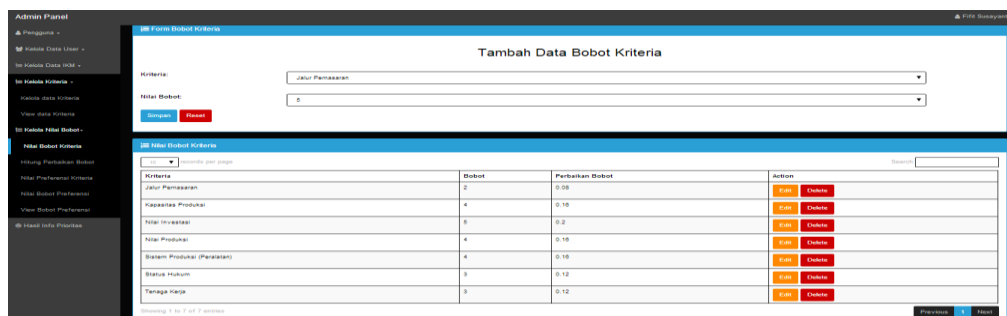 Admin Panel
Fifit Susayanti
Pengguna
Kelola Data User
Kelola Data IKM
Kelola Kriteria
Kelola data Kriteria
View data Kriteria
Kelola Nilai Bobot
Nilai Bobot Kriteria
Hitung Perbaikan Bobot
Nilai Preferensi Kriteria
Nilai Bobot Preferensi
View Bobot Preferensi
Hasil Info Prioritas
Form Bobot Kriteria
Tambah Data Bobot Kriteria
Kriteria:
Jalur Pemasaran
Nilai Bobot:
5
Simpan Reset
Nilai Bobot Kriteria
10 records per page Search
Kriteria Bobot Perbaikan Bobot Action
Jalur Pemasaran 2 0.08 Edit Delete
Kapasitas Produksi 4 0.16 Edit Delete
Nilai Investasi 5 0.2 Edit Delete
Nilai Produksi 4 0.16 Edit Delete
Sistem Produksi (Peralatan) 4 0.16 Edit Delete
Status Hukum 3 0.12 Edit Delete
Tenaga Kerja 3 0.12 Edit Delete
Showing 1 to 7 of 7 entries Previous 1 Next